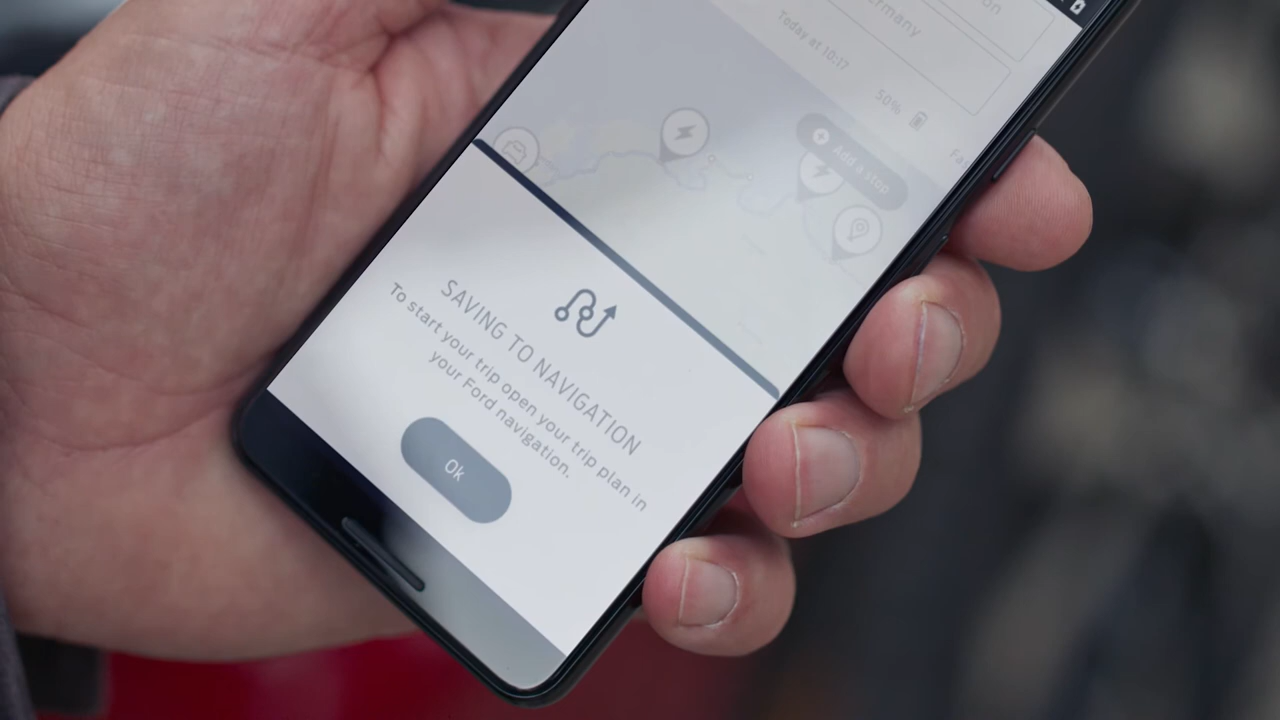 Today at 10:17
50%
Add a stop
SAVING TO NAVIGATION
To start your trip open your trip plan in
your Ford navigation.
Ok